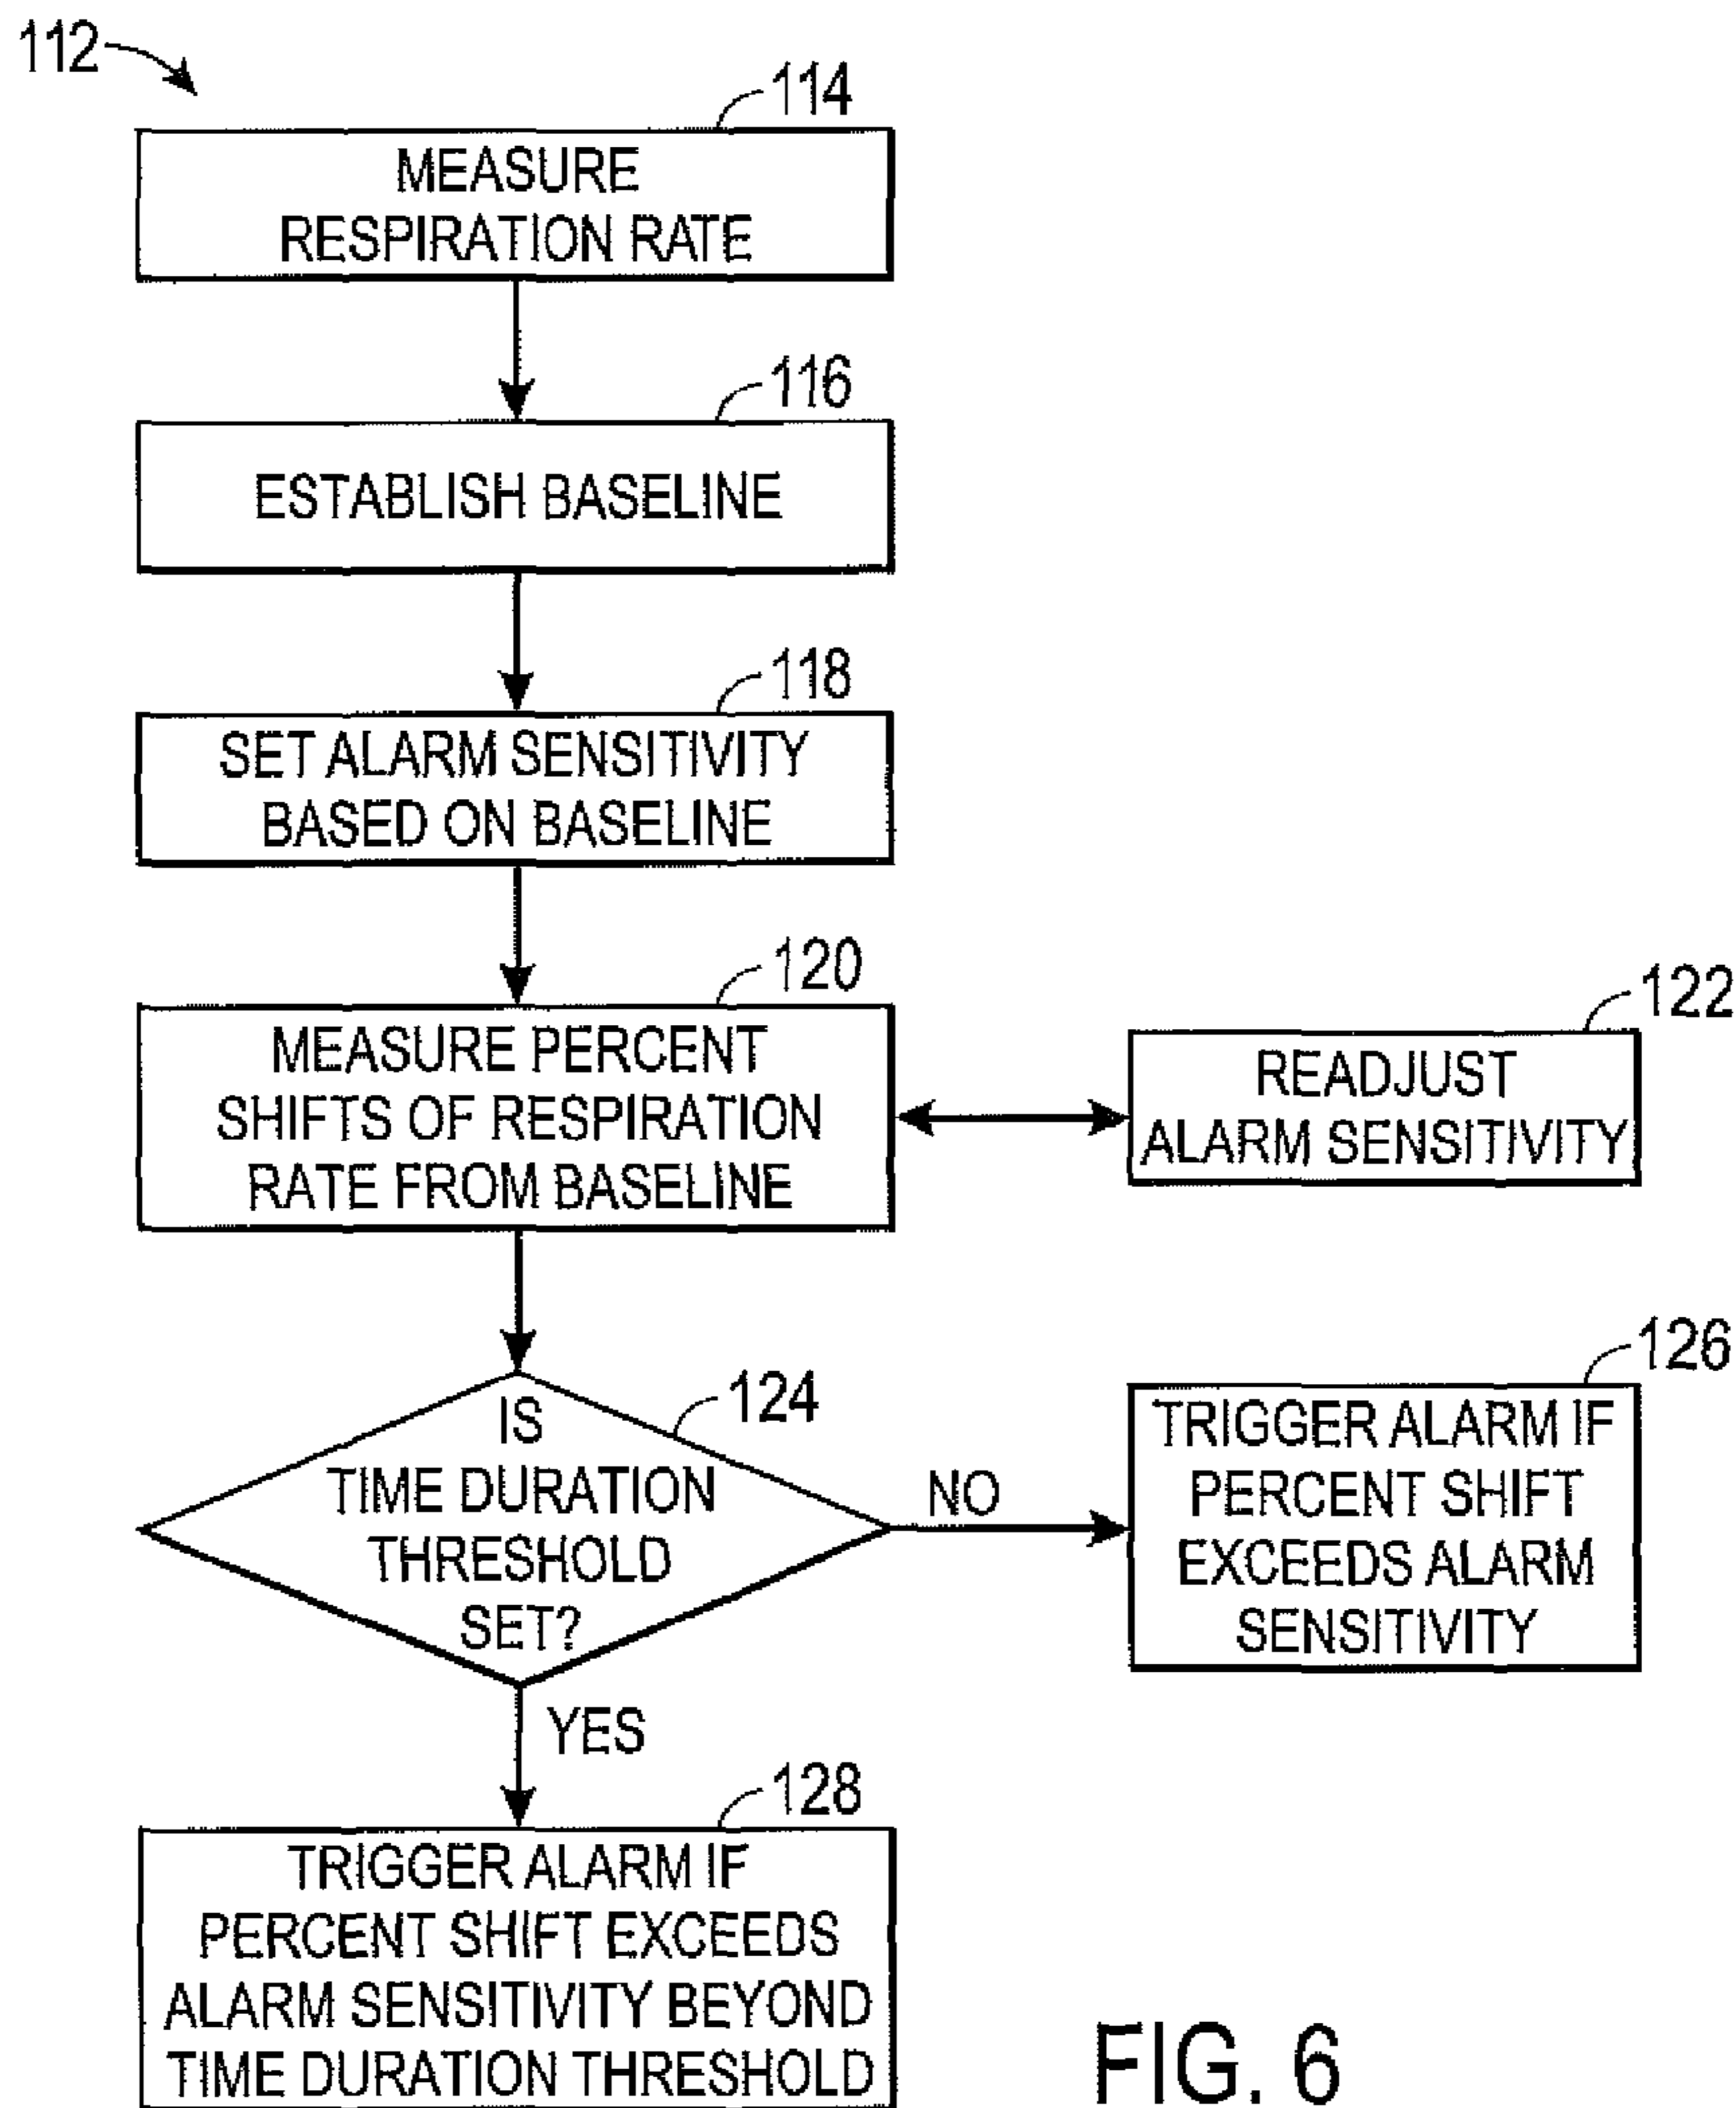 112
114
MEASURE
RESPIRATION RATE
116
ESTABLISH BASELINE
118
SET ALARM SENSITIVITY
BASED ON BASELINE
120
MEASURE PERCENT
SHIFTS OF RESPIRATION
RATE FROM BASELINE
122
READJUST
ALARM SENSITIVITY
124
IS
TIME DURATION
THRESHOLD
SET?
NO
126
TRIGGER ALARM IF
PERCENT SHIFT
EXCEEDS ALARM
SENSITIVITY
YES
128
TRIGGER ALARM IF
PERCENT SHIFT EXCEEDS
ALARM SENSITIVITY BEYOND
TIME DURATION THRESHOLD
FIG. 6